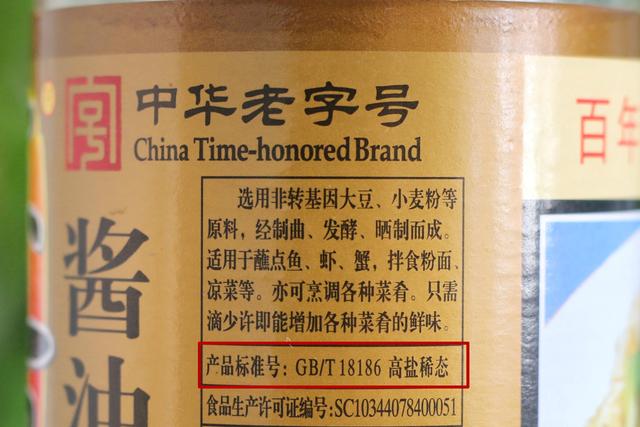 号
中华老字号
China Time-honored Brand
百年
酱油
选用非转基因大豆、小麦粉等
原料，经制曲、发酵、晒制而成。
适用于蘸点鱼、虾、蟹，拌食粉面、
凉菜等。亦可烹调各种菜肴。只需
滴少许即能增加各种菜肴的鲜味。
产品标准号：GB/T 18186 高盐稀态
食品生产许可证编号:SC10344078400051